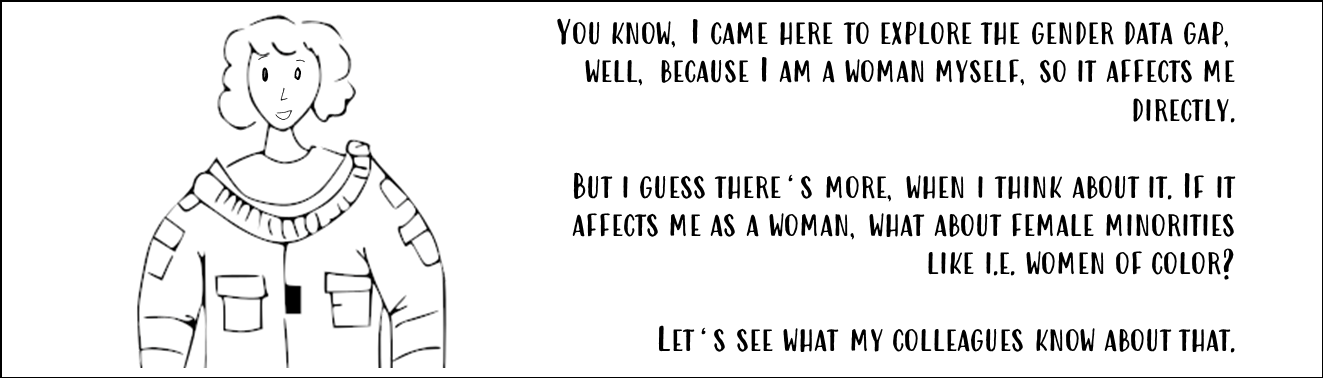 You know, I came here to explore the gender data gap,
well, because I am a woman myself, so it affects me
directly.
But i guess there's more, when i think about it. If it
affects me as a woman, what about female minorities
like i.e. women of color?
Let's see what my colleagues know about that.